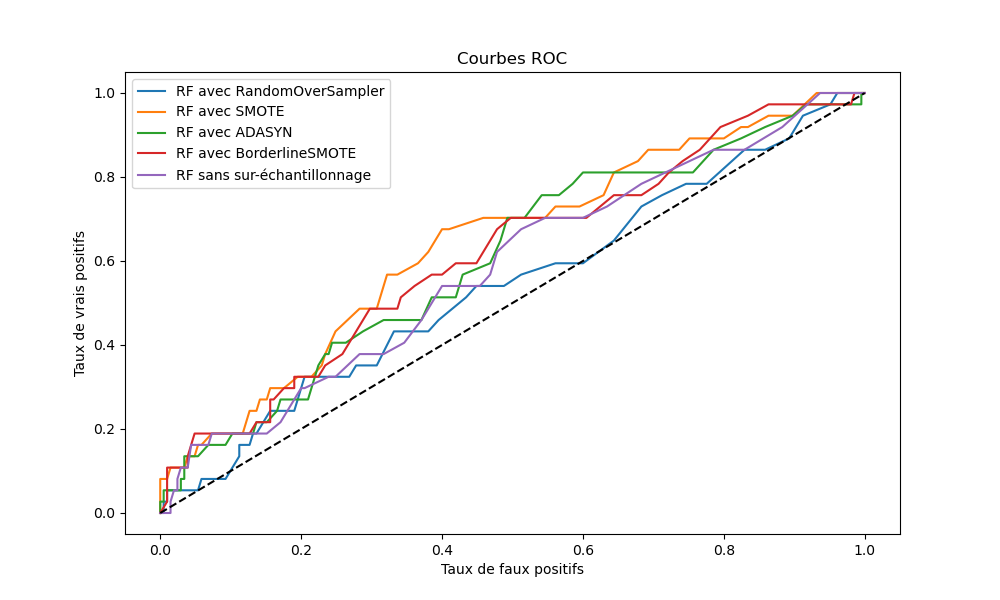 Courbes ROC
RF avec RandomOverSampler
RF avec SMOTE
RF avec ADASYN
RF avec BorderlineSMOTE
RF sans sur-échantillonnage
Taux de vrais positifs
1.0
0.8
0.6
0.4
0.2
0.0
0.0 0.2 0.4 0.6 0.8 1.0
Taux de faux positifs